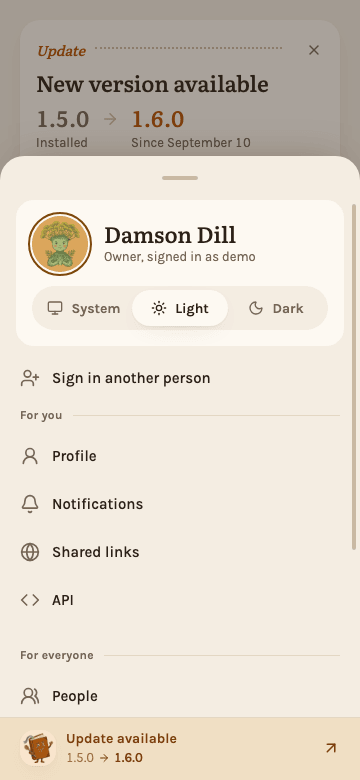 Update
New version available
1.5.0 → 1.6.0
Installed Since September 10
Damson Dill
Owner, signed in as demo
System Light Dark
Sign in another person
For you
Profile
Notifications
Shared links
API
For everyone
People
Update available
1.5.0 → 1.6.0